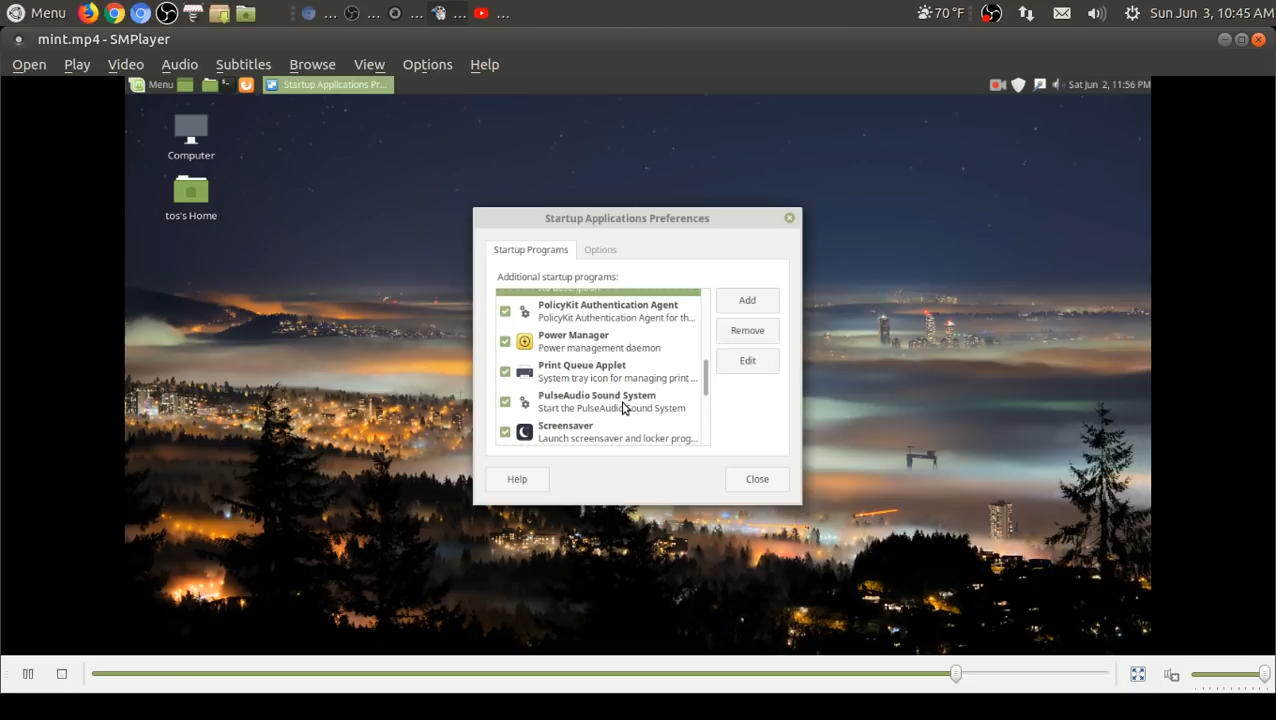 Menu ... ... ... ... ... 70 °F Sun Jun 3, 10:45 AM
mint.mp4 - SMPlayer
Open Play Video Audio Subtitles Browse View Options Help
Menu Startup Applications Pr... Sat Jun 2, 11:56 PM
Computer
tos's Home
Startup Applications Preferences
Startup Programs Options
Additional startup programs:
PolicyKit Authentication Agent
PolicyKit Authentication Agent for th...
Power Manager
Power management daemon
Print Queue Applet
System tray icon for managing print ...
PulseAudio Sound System
Start the PulseAudio Sound System
Screensaver
Launch screensaver and locker prog...
Add
Remove
Edit
Help Close